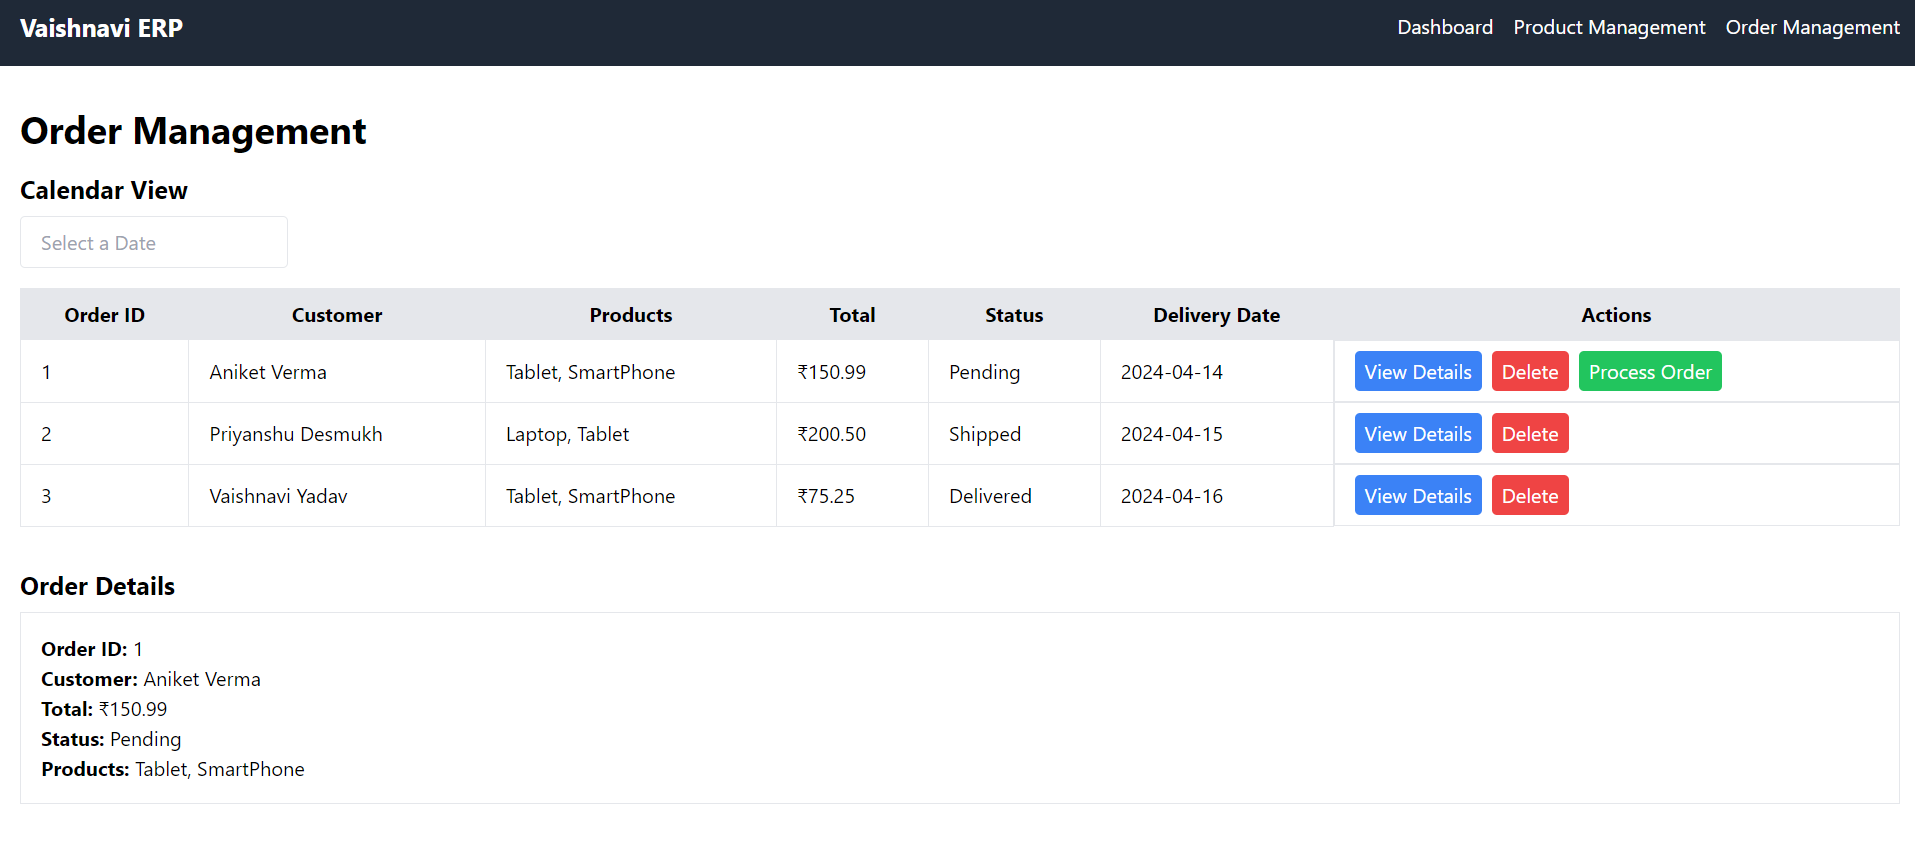 Vaishnavi ERP Dashboard Product Management Order Management
Order Management
Calendar View
Select a Date
Order ID Customer Products Total Status Delivery Date Actions
1 Aniket Verma Tablet, SmartPhone ₹150.99 Pending 2024-04-14 View Details Delete Process Order
2 Priyanshu Desmukh Laptop, Tablet ₹200.50 Shipped 2024-04-15 View Details Delete
3 Vaishnavi Yadav Tablet, SmartPhone ₹75.25 Delivered 2024-04-16 View Details Delete
Order Details
Order ID: 1
Customer: Aniket Verma
Total: ₹150.99
Status: Pending
Products: Tablet, SmartPhone